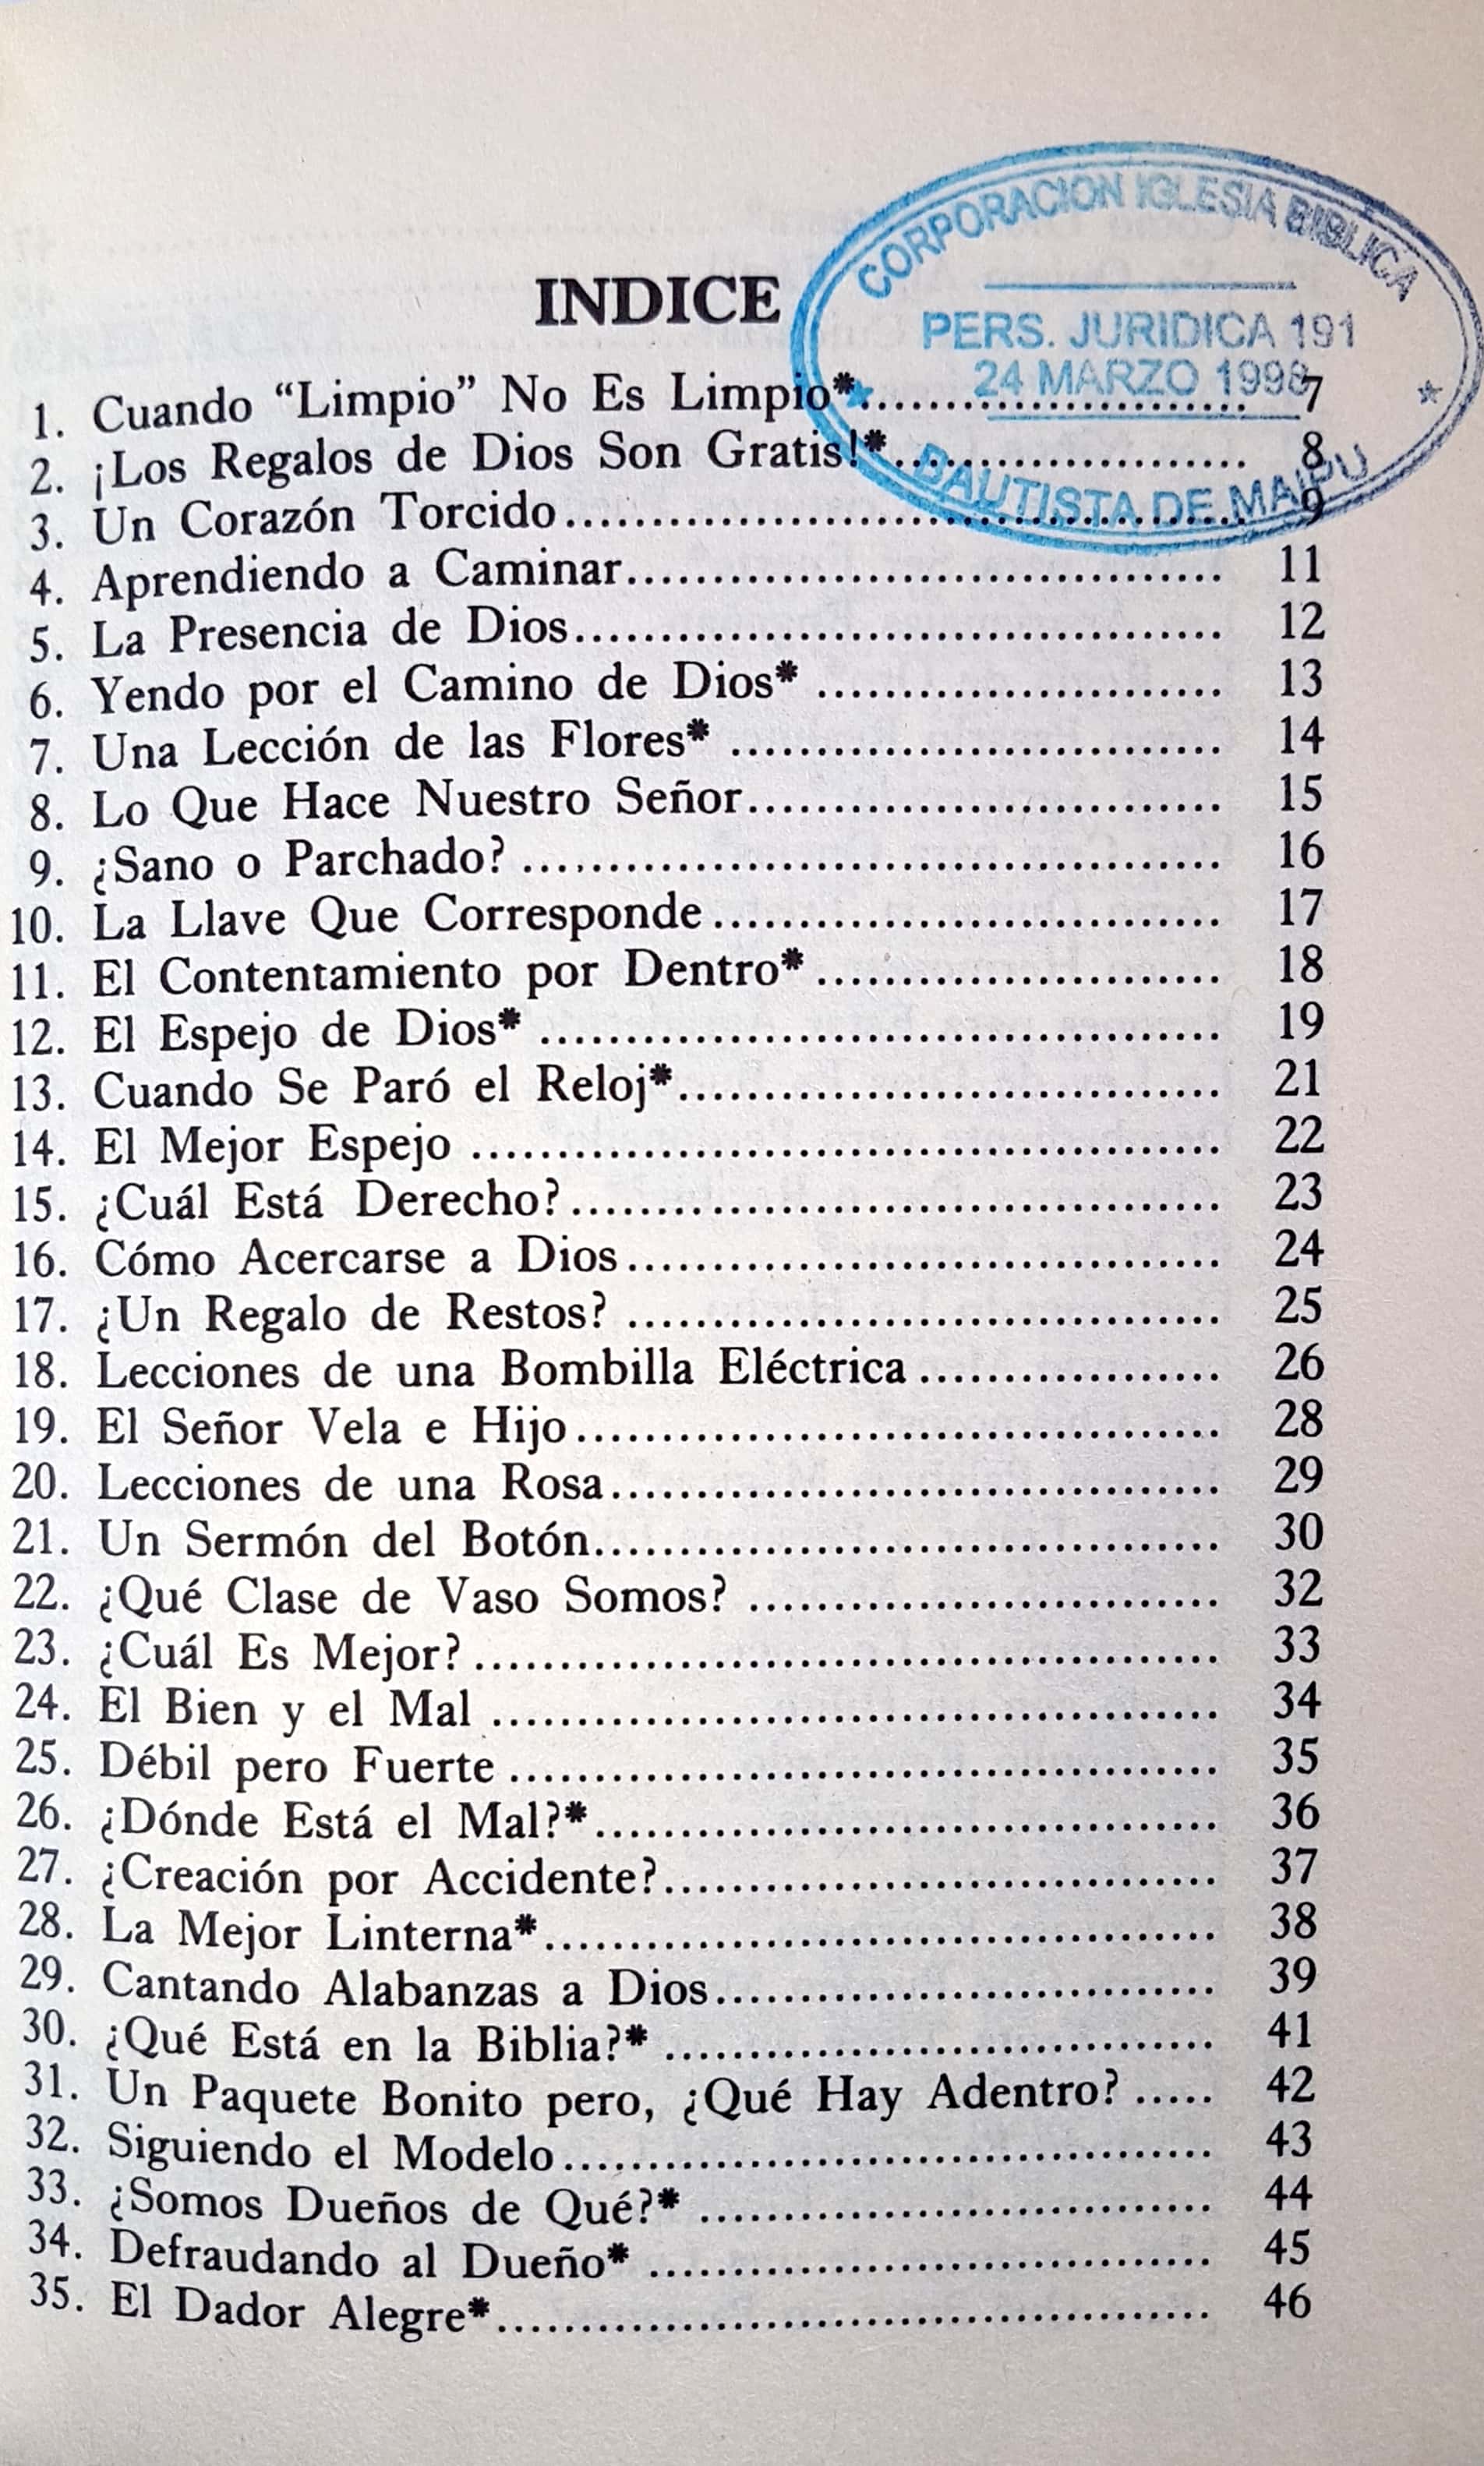 CORPORACION IGLESIA BIBLICA
PERS. JURIDICA 191
24 MARZO 1998
BAUTISTA DE MAIPU
INDICE
1. Cuando “Limpio” No Es Limpio*........................... 7
2. ¡Los Regalos de Dios Son Gratis!*........................ 8
3. Un Corazón Torcido........................................ 9
4. Aprendiendo a Caminar................................... 11
5. La Presencia de Dios...................................... 12
6. Yendo por el Camino de Dios* ........................ 13
7. Una Lección de las Flores* ............................. 14
8. Lo Que Hace Nuestro Señor............................ 15
9. ¿Sano o Parchado? ......................................... 16
10. La Llave Que Corresponde .............................. 17
11. El Contentamiento por Dentro* ........................ 18
12. El Espejo de Dios* ........................................ 19
13. Cuando Se Paró el Reloj*................................ 21
14. El Mejor Espejo ............................................ 22
15. ¿Cuál Está Derecho? ...................................... 23
16. Cómo Acercarse a Dios ................................... 24
17. ¿Un Regalo de Restos? ................................... 25
18. Lecciones de una Bombilla Eléctrica .................. 26
19. El Señor Vela e Hijo ...................................... 28
20. Lecciones de una Rosa.................................... 29
21. Un Sermón del Botón..................................... 30
22. ¿Qué Clase de Vaso Somos? ............................ 32
23. ¿Cuál Es Mejor? ............................................ 33
24. El Bien y el Mal ........................................... 34
25. Débil pero Fuerte .......................................... 35
26. ¿Dónde Está el Mal?*..................................... 36
27. ¿Creación por Accidente?................................. 37
28. La Mejor Linterna*........................................ 38
29. Cantando Alabanzas a Dios.............................. 39
30. ¿Qué Está en la Biblia?* ................................. 41
31. Un Paquete Bonito pero, ¿Qué Hay Adentro? ..... 42
32. Siguiendo el Modelo ....................................... 43
33. ¿Somos Dueños de Qué?* ............................... 44
34. Defraudando al Dueño* .................................. 45
35. El Dador Alegre*........................................... 46